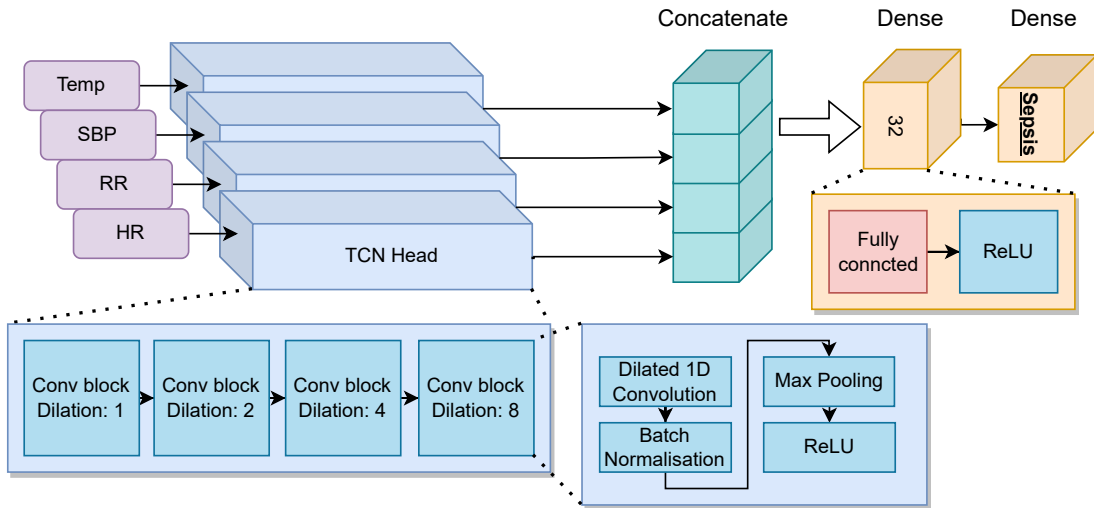 Concatenate
Dense
Dense
Temp
SBP
RR
HR
TCN Head
32
Sepsis
Fully
conncted
ReLU
Conv block
Dilation: 1
Conv block
Dilation: 2
Conv block
Dilation: 4
Conv block
Dilation: 8
Dilated 1D
Convolution
Batch
Normalisation
Max Pooling
ReLU